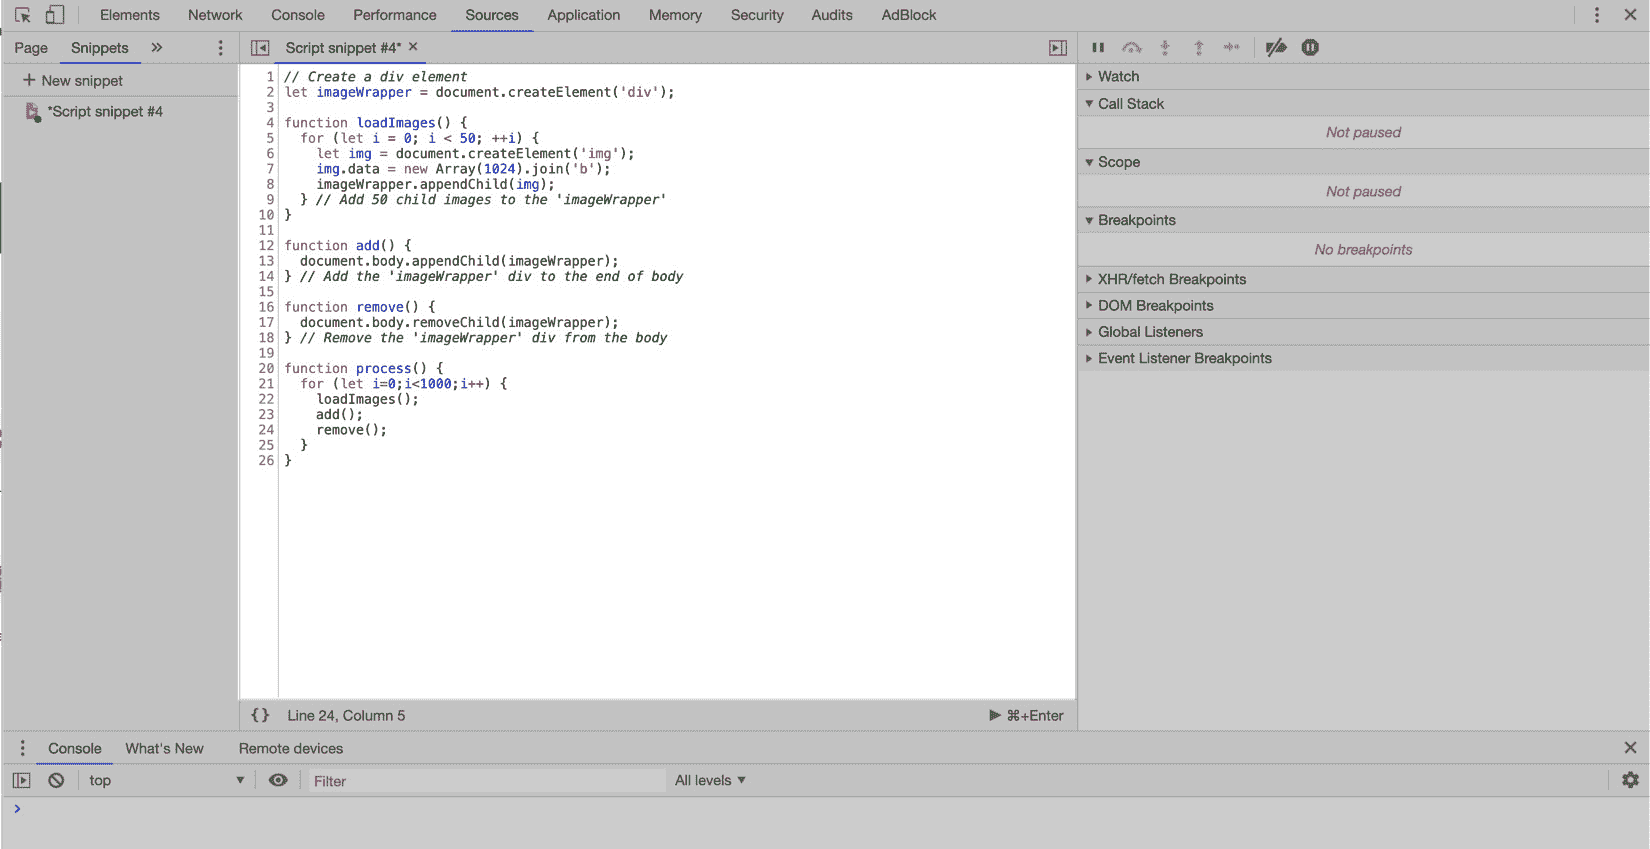 Elements Network Console Performance Sources Application Memory Security Audits AdBlock
Page Snippets
Script snippet #4*
New snippet
*Script snippet #4
1 // Create a div element
2 let imageWrapper = document.createElement('div');
3
4 function loadImages() {
5 for (let i = 0; i < 50; ++i) {
6 let img = document.createElement('img');
7 img.data = new Array(1024).join('b');
8 imageWrapper.appendChild(img);
9 } // Add 50 child images to the 'imageWrapper'
10 }
11
12 function add() {
13 document.body.appendChild(imageWrapper);
14 } // Add the 'imageWrapper' div to the end of body
15
16 function remove() {
17 document.body.removeChild(imageWrapper);
18 } // Remove the 'imageWrapper' div from the body
19
20 function process() {
21 for (let i=0;i<1000;i++) {
22 loadImages();
23 add();
24 remove();
25 }
26 }
{} Line 24, Column 5
⌘+Enter
Watch
Call Stack
Not paused
Scope
Not paused
Breakpoints
No breakpoints
XHR/fetch Breakpoints
DOM Breakpoints
Global Listeners
Event Listener Breakpoints
Console What's New Remote devices
top Filter All levels